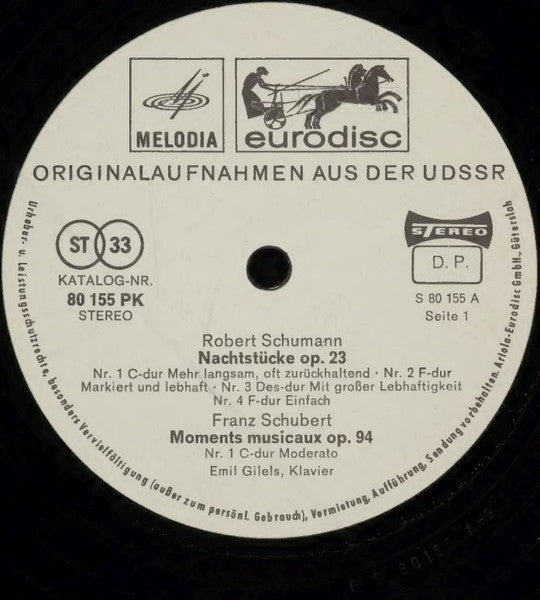 MELODIA
eurodisc
ORIGINALAUFNAHMEN AUS DER UDSSR
ST 33
KATALOG-NR.
80 155 PK
STEREO
STEREO
D. P.
S 80 155 A
Seite 1
Robert Schumann
Nachtstücke op. 23
Nr. 1 C-dur Mehr langsam, oft zurückhaltend · Nr. 2 F-dur
Markiert und lebhaft · Nr. 3 Des-dur Mit großer Lebhaftigkeit
Nr. 4 F-dur Einfach
Franz Schubert
Moments musicaux op. 94
Nr. 1 C-dur Moderato
Emil Gilels, Klavier
Urheber- u. Leistungsschutzrechte, besonders Vervielfältigung (außer zum persönl. Gebrauch), Vermietung, Aufführung, Sendung vorbehalten. Ariola-Eurodisc GmbH., Gütersloh